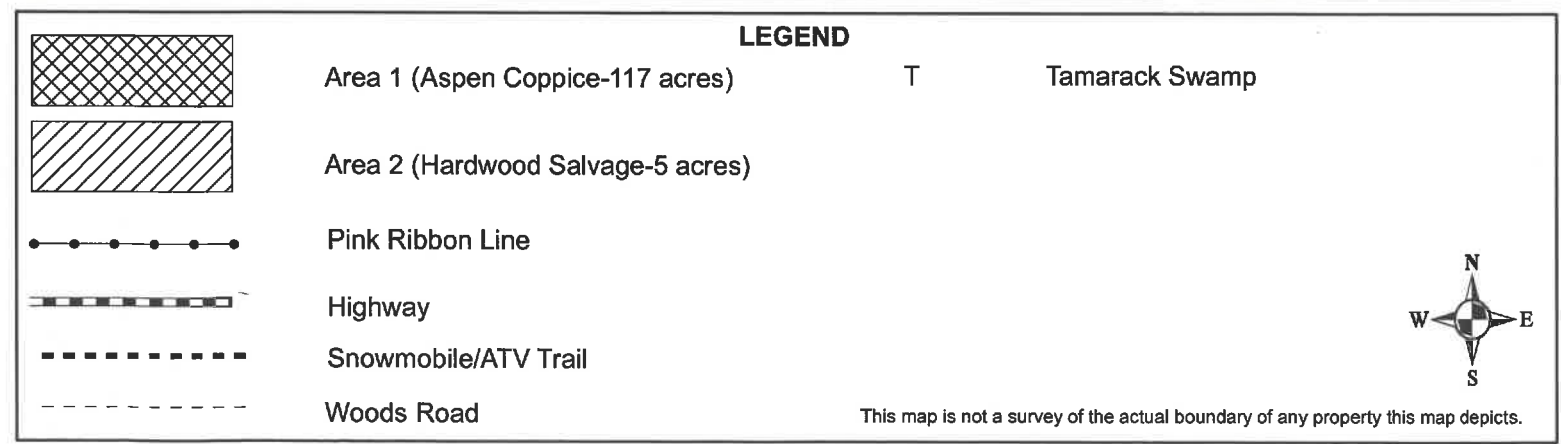 LEGEND
Area 1 (Aspen Coppice-117 acres)
T
Tamarack Swamp
Area 2 (Hardwood Salvage-5 acres)
Pink Ribbon Line
Highway
Snowmobile/ATV Trail
Woods Road
N
W
E
S
This map is not a survey of the actual boundary of any property this map depicts.